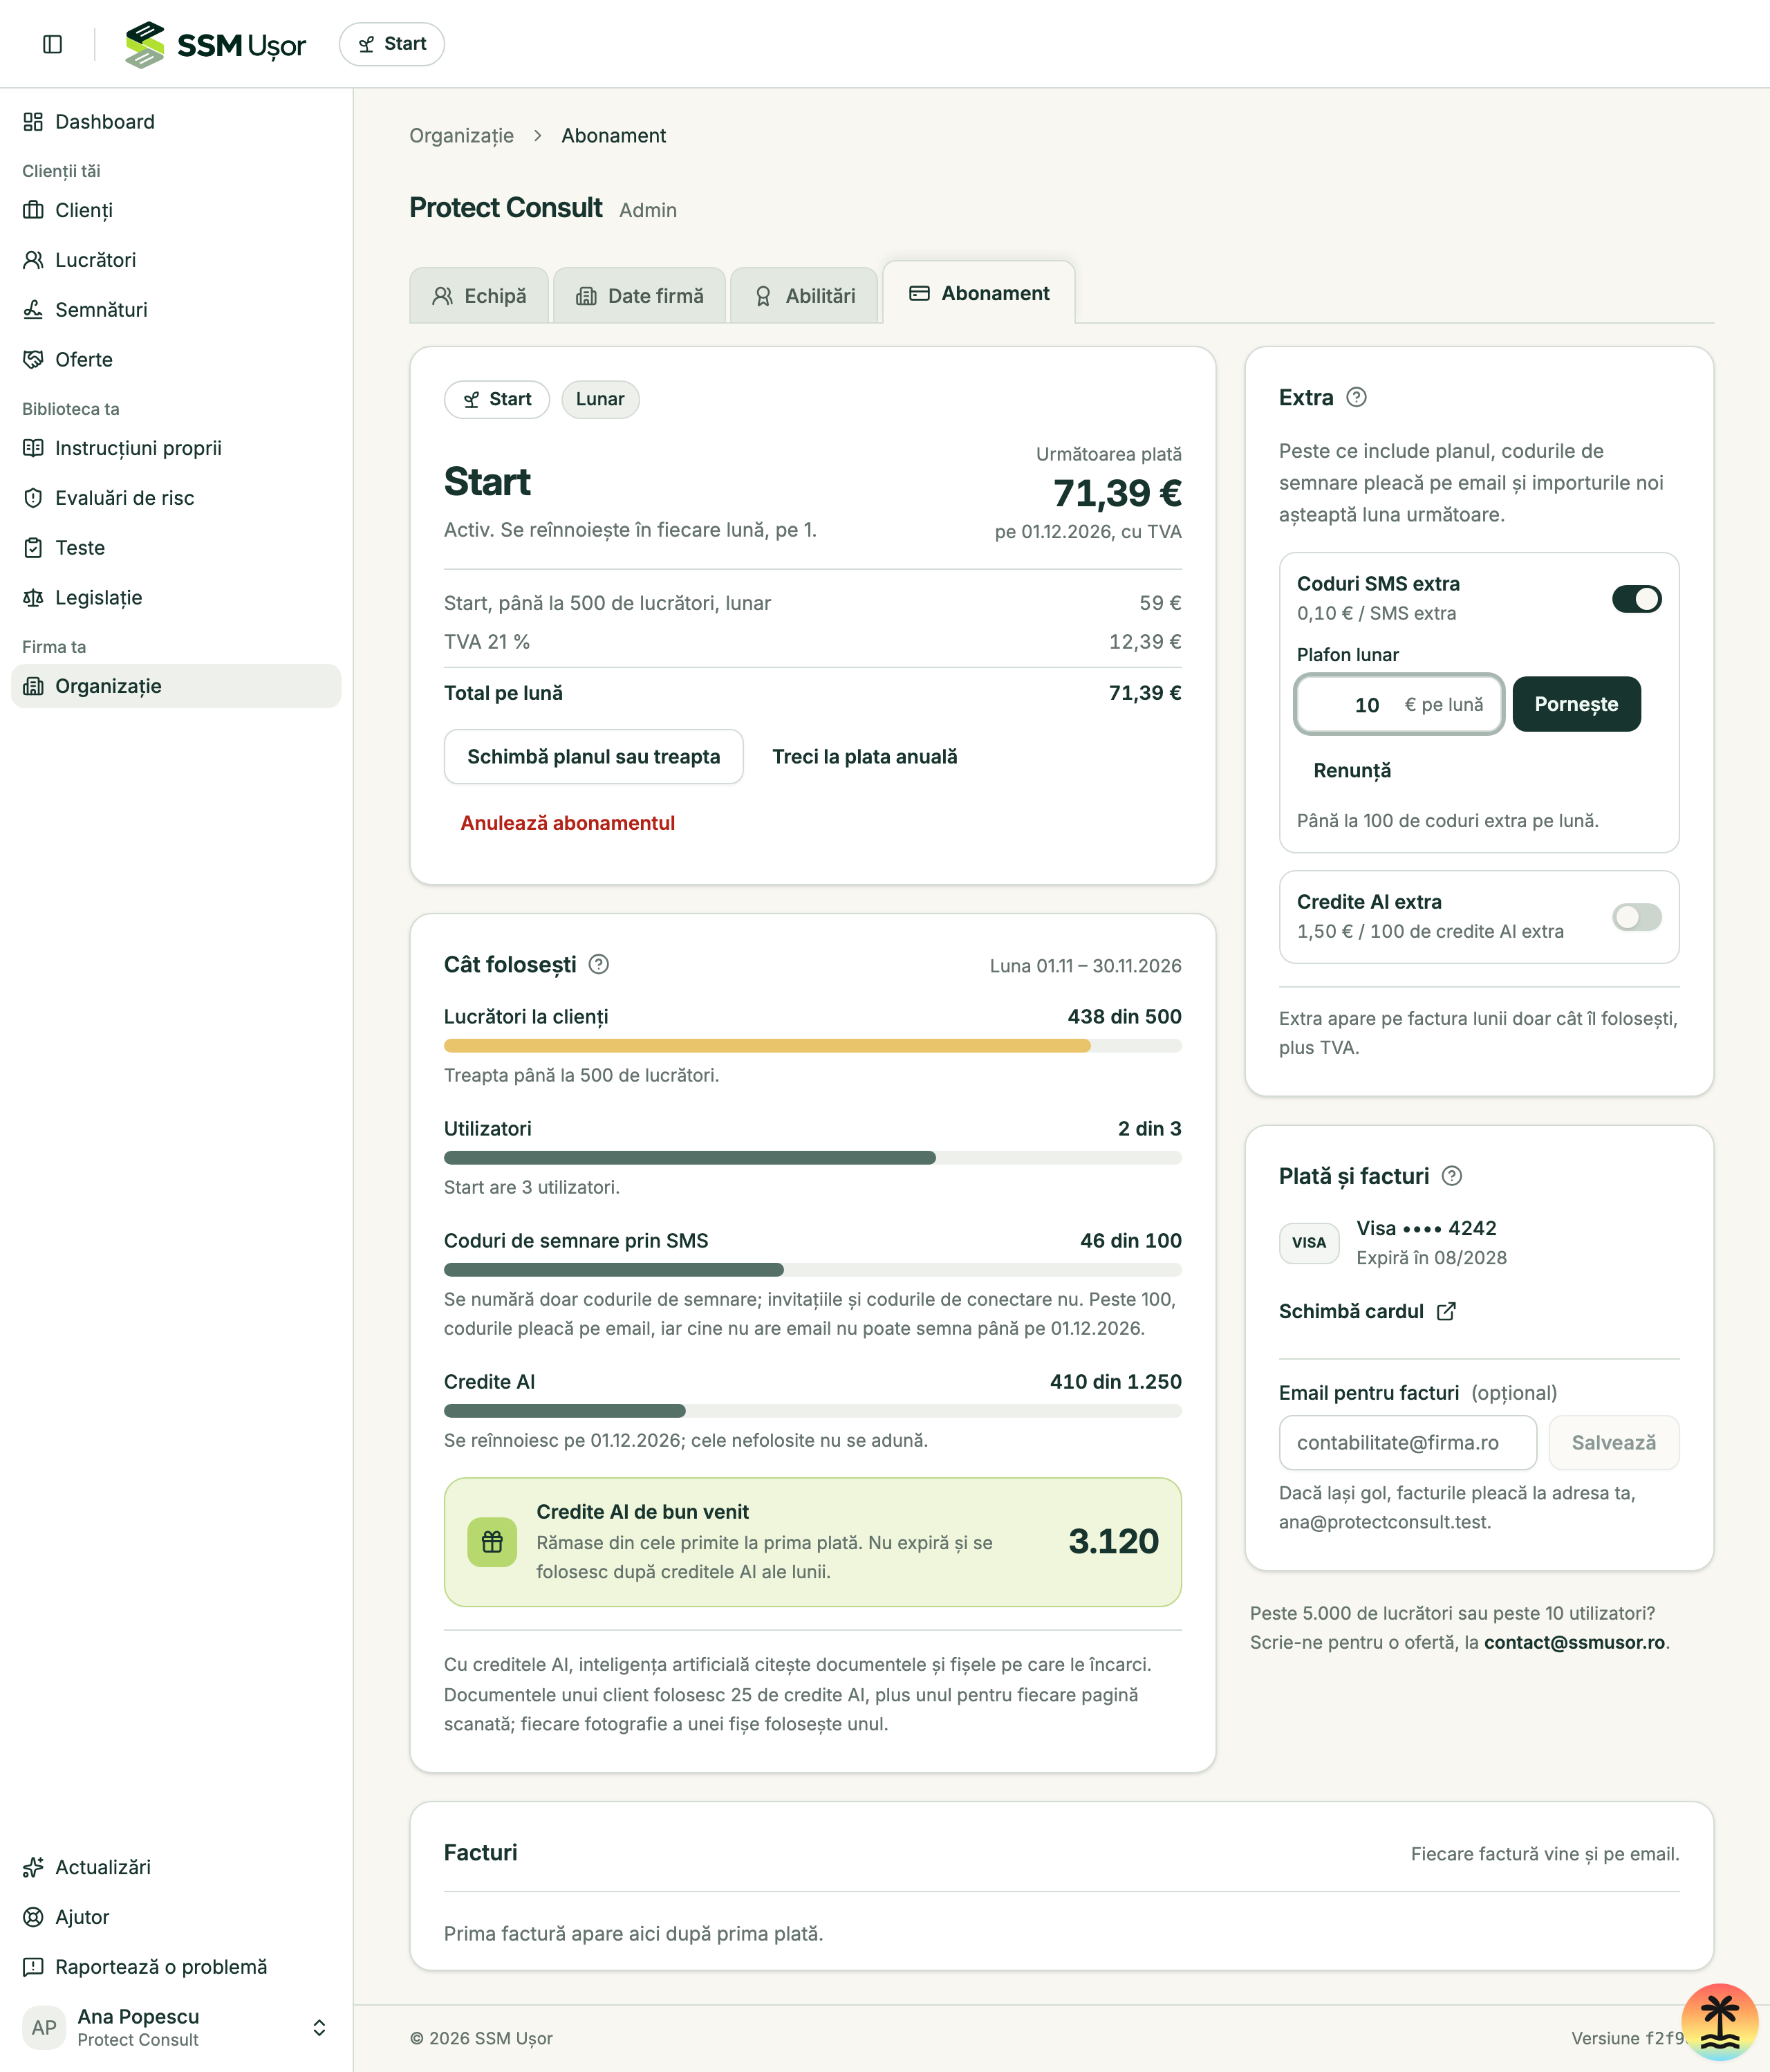 SSM Ușor
Start
Dashboard
Clienții tăi
Clienți
Lucrători
Semnături
Oferte
Biblioteca ta
Instrucțiuni proprii
Evaluări de risc
Teste
Legislație
Firma ta
Organizație
Actualizări
Ajutor
Raportează o problemă
AP
Ana Popescu
Protect Consult
Organizație
Abonament
Protect Consult Admin
Echipă
Date firmă
Abilitări
Abonament
Start
Lunar
Start
Activ. Se reînnoiește în fiecare lună, pe 1.
Următoarea plată
71,39 €
pe 01.12.2026, cu TVA
Start, până la 500 de lucrători, lunar 59 €
TVA 21 % 12,39 €
Total pe lună 71,39 €
Schimbă planul sau treapta
Treci la plata anuală
Anulează abonamentul
Cât folosești
Luna 01.11 – 30.11.2026
Lucrători la clienți 438 din 500
Treapta până la 500 de lucrători.
Utilizatori 2 din 3
Start are 3 utilizatori.
Coduri de semnare prin SMS 46 din 100
Se numără doar codurile de semnare; invitațiile și codurile de conectare nu. Peste 100,
codurile pleacă pe email, iar cine nu are email nu poate semna până pe 01.12.2026.
Credite AI 410 din 1.250
Se reînnoiesc pe 01.12.2026; cele nefolosite nu se adună.
Credite AI de bun venit
Rămase din cele primite la prima plată. Nu expiră și se
folosesc după creditele AI ale lunii.
3.120
Cu creditele AI, inteligența artificială citește documentele și fișele pe care le încarci.
Documentele unui client folosesc 25 de credite AI, plus unul pentru fiecare pagină
scanată; fiecare fotografie a unei fișe folosește unul.
Extra
Peste ce include planul, codurile de
semnare pleacă pe email și importurile noi
așteaptă luna următoare.
Coduri SMS extra
0,10 € / SMS extra
Plafon lunar
10 € pe lună
Pornește
Renunță
Până la 100 de coduri extra pe lună.
Credite AI extra
1,50 € / 100 de credite AI extra
Extra apare pe factura lunii doar cât îl folosești,
plus TVA.
Plată și facturi
VISA
Visa •••• 4242
Expiră în 08/2028
Schimbă cardul
Email pentru facturi (opțional)
contabilitate@firma.ro
Salvează
Dacă lași gol, facturile pleacă la adresa ta,
ana@protectconsult.test.
Peste 5.000 de lucrători sau peste 10 utilizatori?
Scrie-ne pentru o ofertă, la contact@ssmusor.ro.
Facturi
Fiecare factură vine și pe email.
Prima factură apare aici după prima plată.
© 2026 SSM Ușor
Versiune